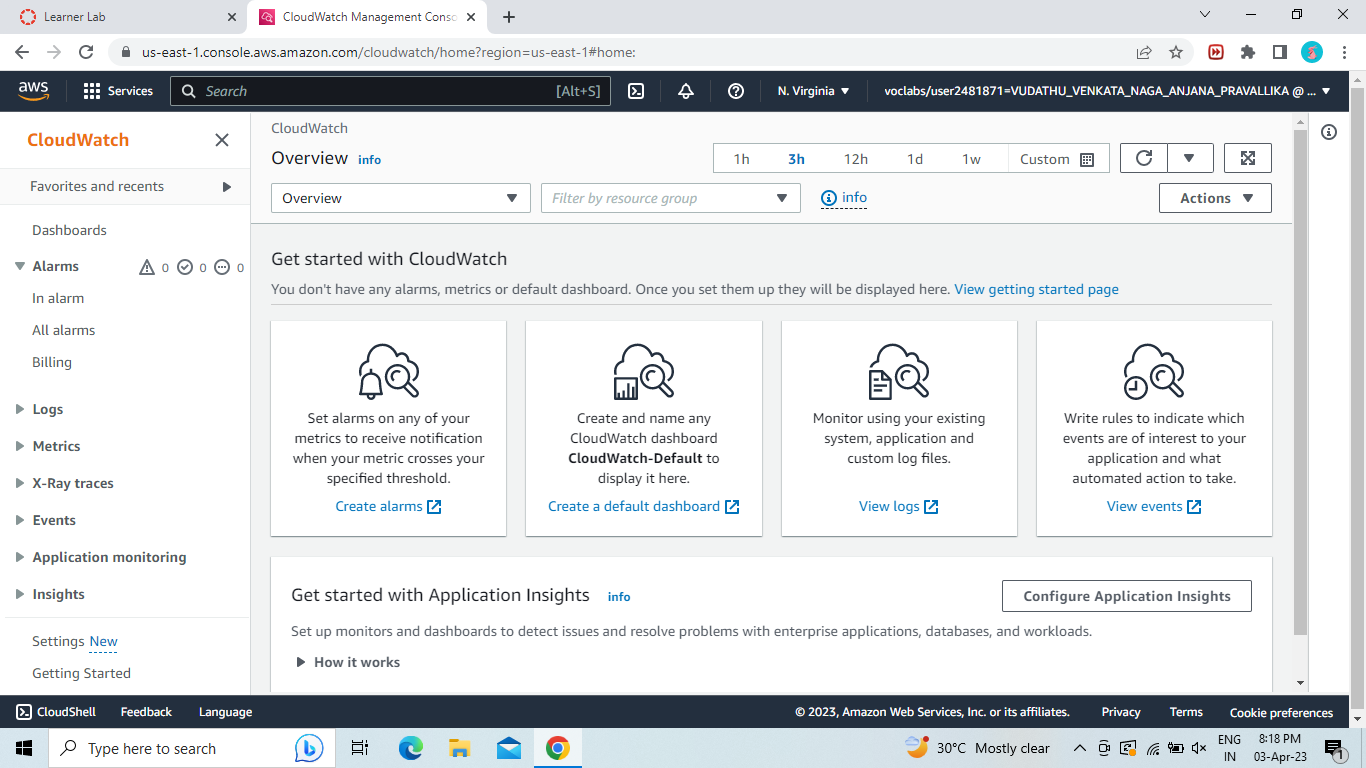 Learner Lab
CloudWatch Management Conso
us-east-1.console.aws.amazon.com/cloudwatch/home?region=us-east-1#home:
aws
Services
Search
[Alt+S]
N. Virginia
voclabs/user2481871=VUDATHU_VENKATA_NAGA_ANJANA_PRAVALLIKA @ ...
CloudWatch
Favorites and recents
Dashboards
Alarms
0
0
0
In alarm
All alarms
Billing
Logs
Metrics
X-Ray traces
Events
Application monitoring
Insights
Settings New
Getting Started
CloudWatch
Overview info
1h
3h
12h
1d
1w
Custom
Overview
Filter by resource group
info
Actions
Get started with CloudWatch
You don't have any alarms, metrics or default dashboard. Once you set them up they will be displayed here. View getting started page
Set alarms on any of your
metrics to receive notification
when your metric crosses your
specified threshold.
Create alarms
Create and name any
CloudWatch dashboard
CloudWatch-Default to
display it here.
Create a default dashboard
Monitor using your existing
system, application and
custom log files.
View logs
Write rules to indicate which
events are of interest to your
application and what
automated action to take.
View events
Get started with Application Insights info
Configure Application Insights
Set up monitors and dashboards to detect issues and resolve problems with enterprise applications, databases, and workloads.
How it works
CloudShell
Feedback
Language
© 2023, Amazon Web Services, Inc. or its affiliates.
Privacy
Terms
Cookie preferences
Type here to search
30°C Mostly clear
ENG
IN
8:18 PM
03-Apr-23
1